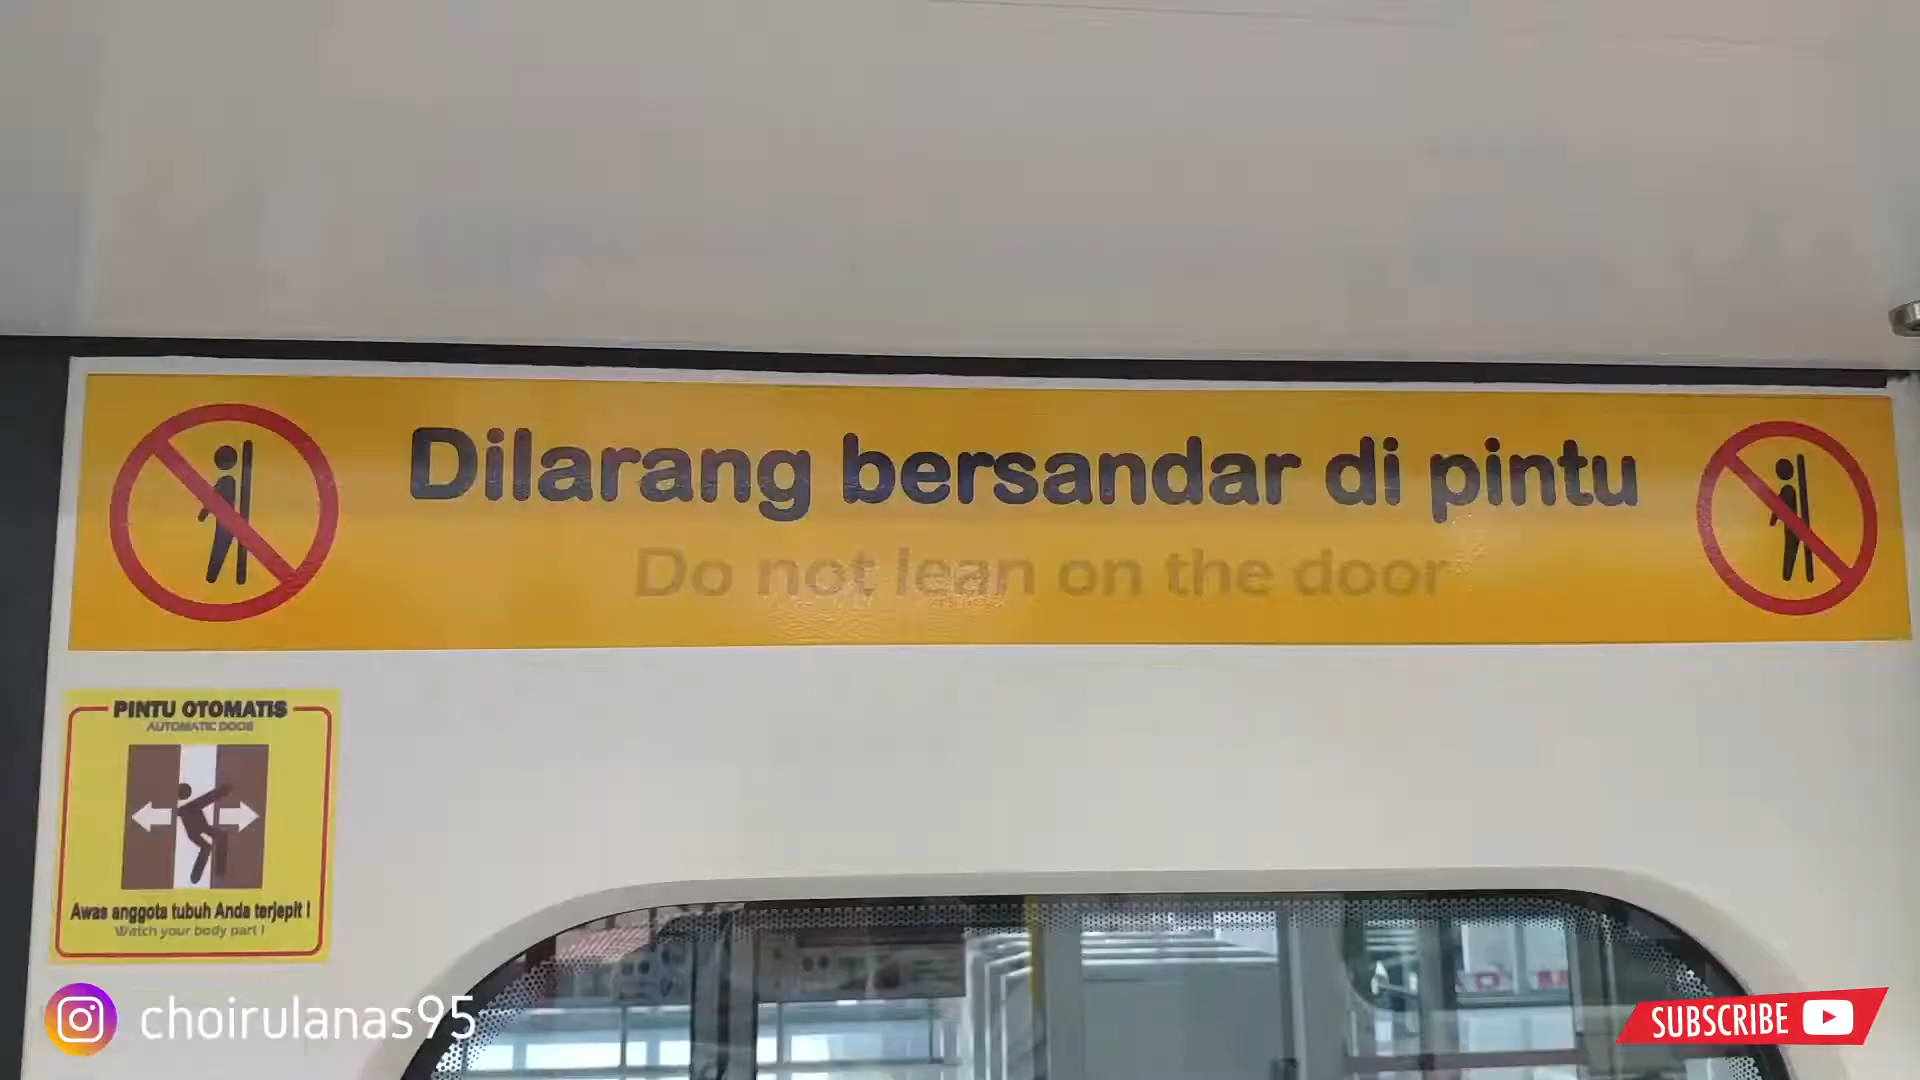 Dilarang bersandar di pintu
Do not lean on the door
PINTU OTOMATIS
AUTOMATIC DOOR
Awas anggota tubuh Anda terjepit !
Watch your body part !
choirulanas95
SUBSCRIBE